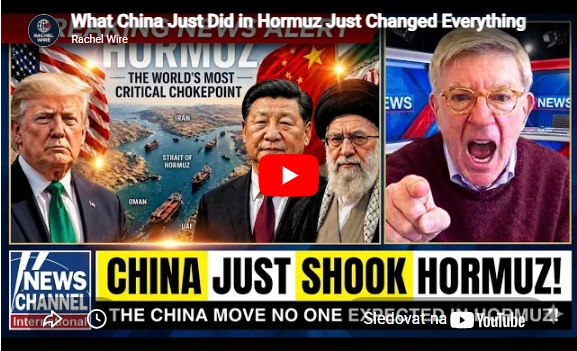 What China Just Did in Hormuz Just Changed Everything
Rachel Wire
RACHEL
WIRE
NEWS ALERT
HORMUZ
THE WORLD'S MOST
CRITICAL CHOKEPOINT
IRAN
STRAIT OF
HORMUZ
OMAN
UAE
NEWS
NEWS
NEWS
CHANNEL
International
CHINA JUST SHOOK HORMUZ!
THE CHINA MOVE NO ONE EXPECTED IN HORMUZ!
Sledovat na YouTube